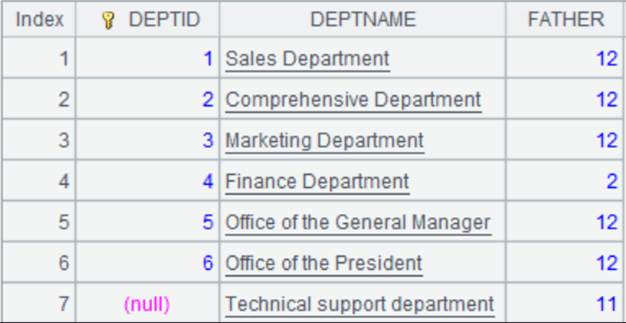 Index DEPTID DEPTNAME FATHER
1 1 Sales Department 12
2 2 Comprehensive Department 12
3 3 Marketing Department 12
4 4 Finance Department 2
5 5 Office of the General Manager 12
6 6 Office of the President 12
7 (null) Technical support department 11